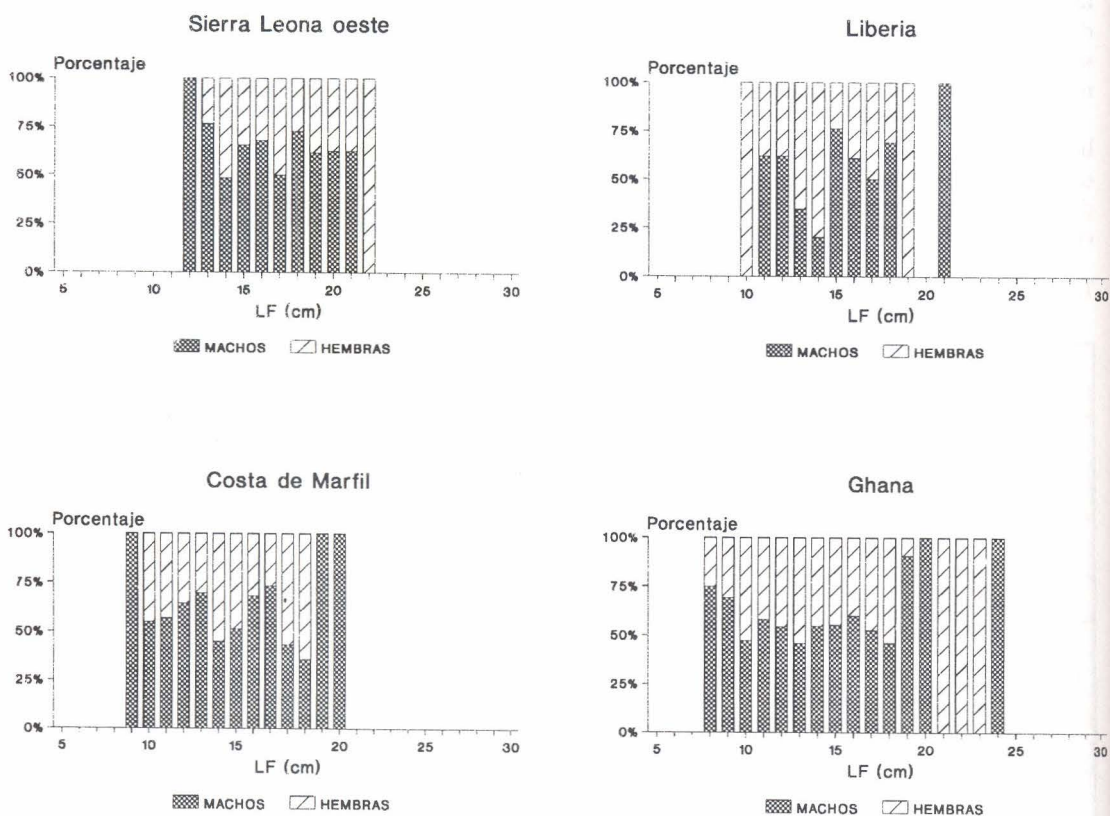 Sierra Leona oeste
Porcentaje
100%
75%
50%
25%
0%
5 10 15 20 25 30
LF (cm)
MACHOS HEMBRAS
Liberia
Porcentaje
100%
75%
50%
25%
0%
5 10 15 20 25 30
LF (cm)
MACHOS HEMBRAS
Costa de Marfil
Porcentaje
100%
75%
50%
25%
0%
5 10 15 20 25 30
LF (cm)
MACHOS HEMBRAS
Ghana
Porcentaje
100%
75%
50%
25%
0%
5 10 15 20 25 30
LF (cm)
MACHOS HEMBRAS